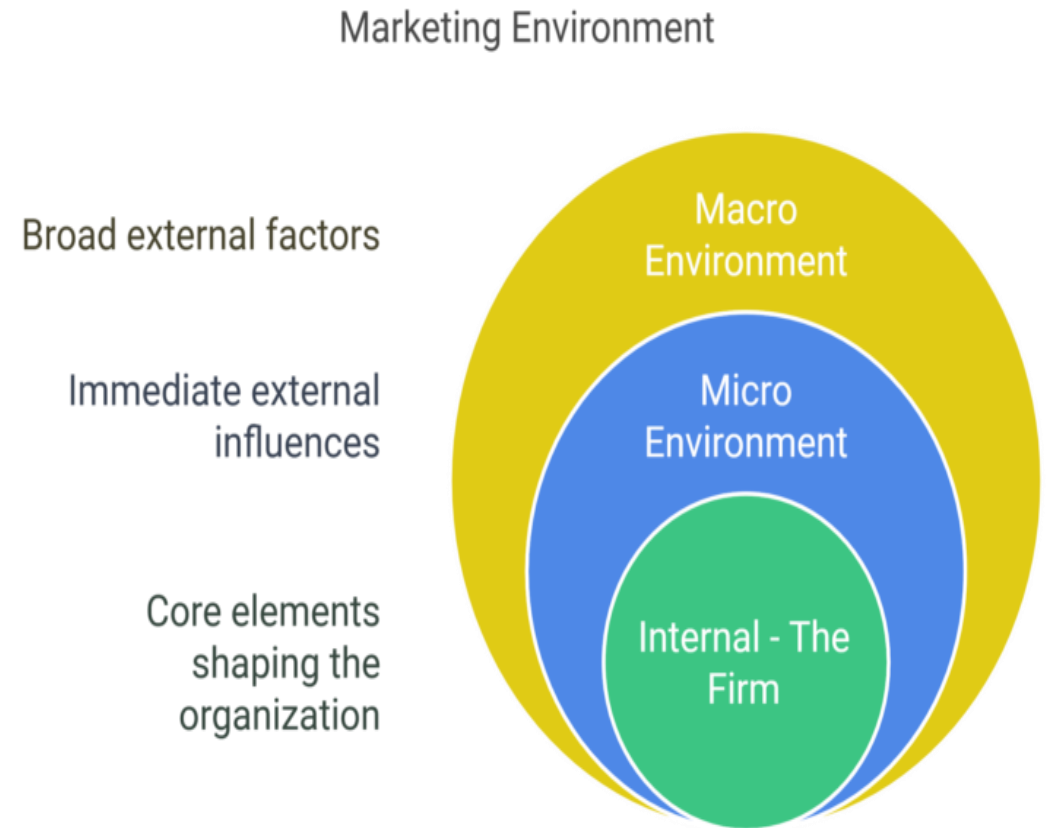 Marketing Environment
Broad external factors
Macro
Environment
Immediate external
influences
Micro
Environment
Core elements
shaping the
organization
Internal - The
Firm